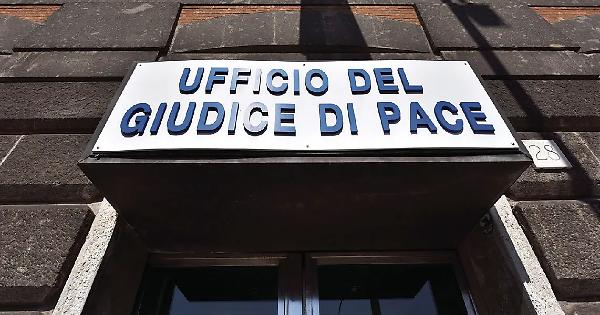 UFFICIO DEL
GIUDICE DI PACE
28